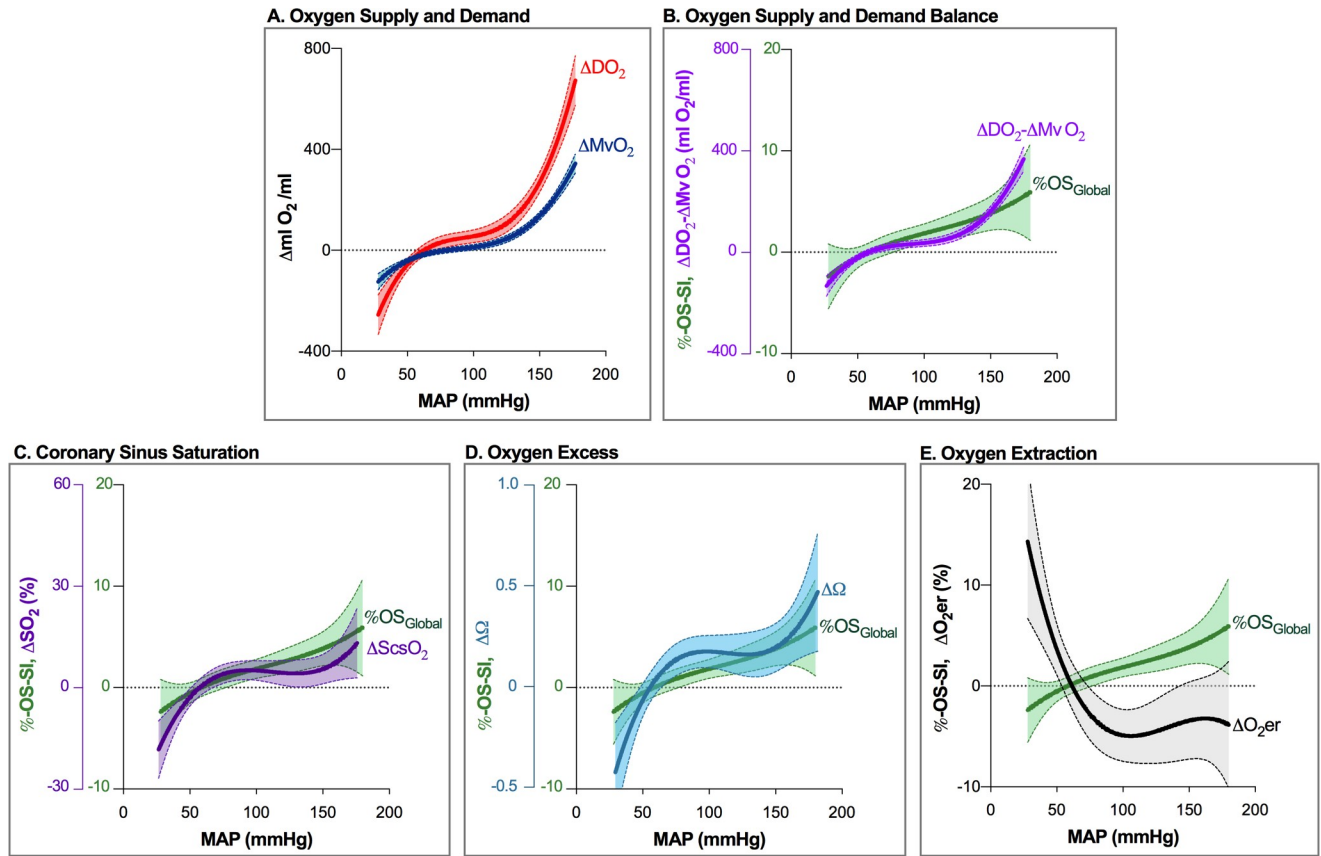 A. Oxygen Supply and Demand
800
400
0
-400
Δml O₂ /ml
0 50 100 150 200
MAP (mmHg)
ΔDO₂
ΔMvO₂
B. Oxygen Supply and Demand Balance
%-OS-SI, ΔDO₂-ΔMv O₂ (ml O₂/ml)
800 20
400 10
0 0
-400 -10
0 50 100 150 200
MAP (mmHg)
ΔDO₂-ΔMv O₂
%OSGlobal
C. Coronary Sinus Saturation
%-OS-SI, ΔSO₂ (%)
60 20
30 10
0 0
-30 -10
0 50 100 150 200
MAP (mmHg)
%OSGlobal
ΔScsO₂
D. Oxygen Excess
%-OS-SI, ΔΩ
1.0 20
0.5 10
0 0
-0.5 -10
0 50 100 150 200
MAP (mmHg)
ΔΩ
%OSGlobal
E. Oxygen Extraction
%-OS-SI, ΔO₂er (%)
20
10
0
-10
0 50 100 150 200
MAP (mmHg)
%OSGlobal
ΔO₂er